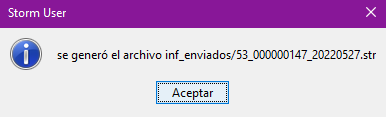 Storm User
se generó el archivo inf_enviados/53_000000147_20220527.str
Aceptar